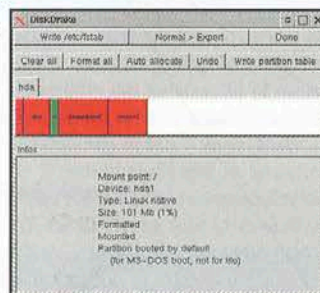 DiskDrake
Write /etc/fstab Normal > Expert Done
Clear all Format all Auto allocate Undo Write partition table
hda
Infos
Mount point: /
Device: hda1
Type: Linux native
Size: 101 Mb (1%)
Formatted
Mounted
Partition booted by default
(for MS-DOS boot, not for lilo)